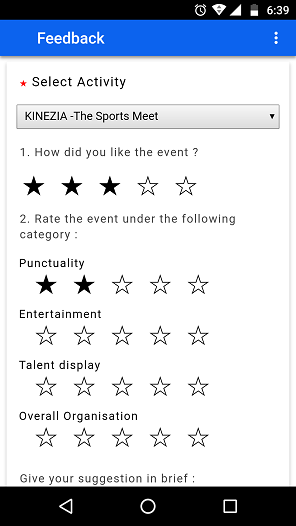 6:39
Feedback
★ Select Activity
KINEZIA -The Sports Meet
1. How did you like the event ?
2. Rate the event under the following
category :
Punctuality
Entertainment
Talent display
Overall Organisation
Give your suggestion in brief :